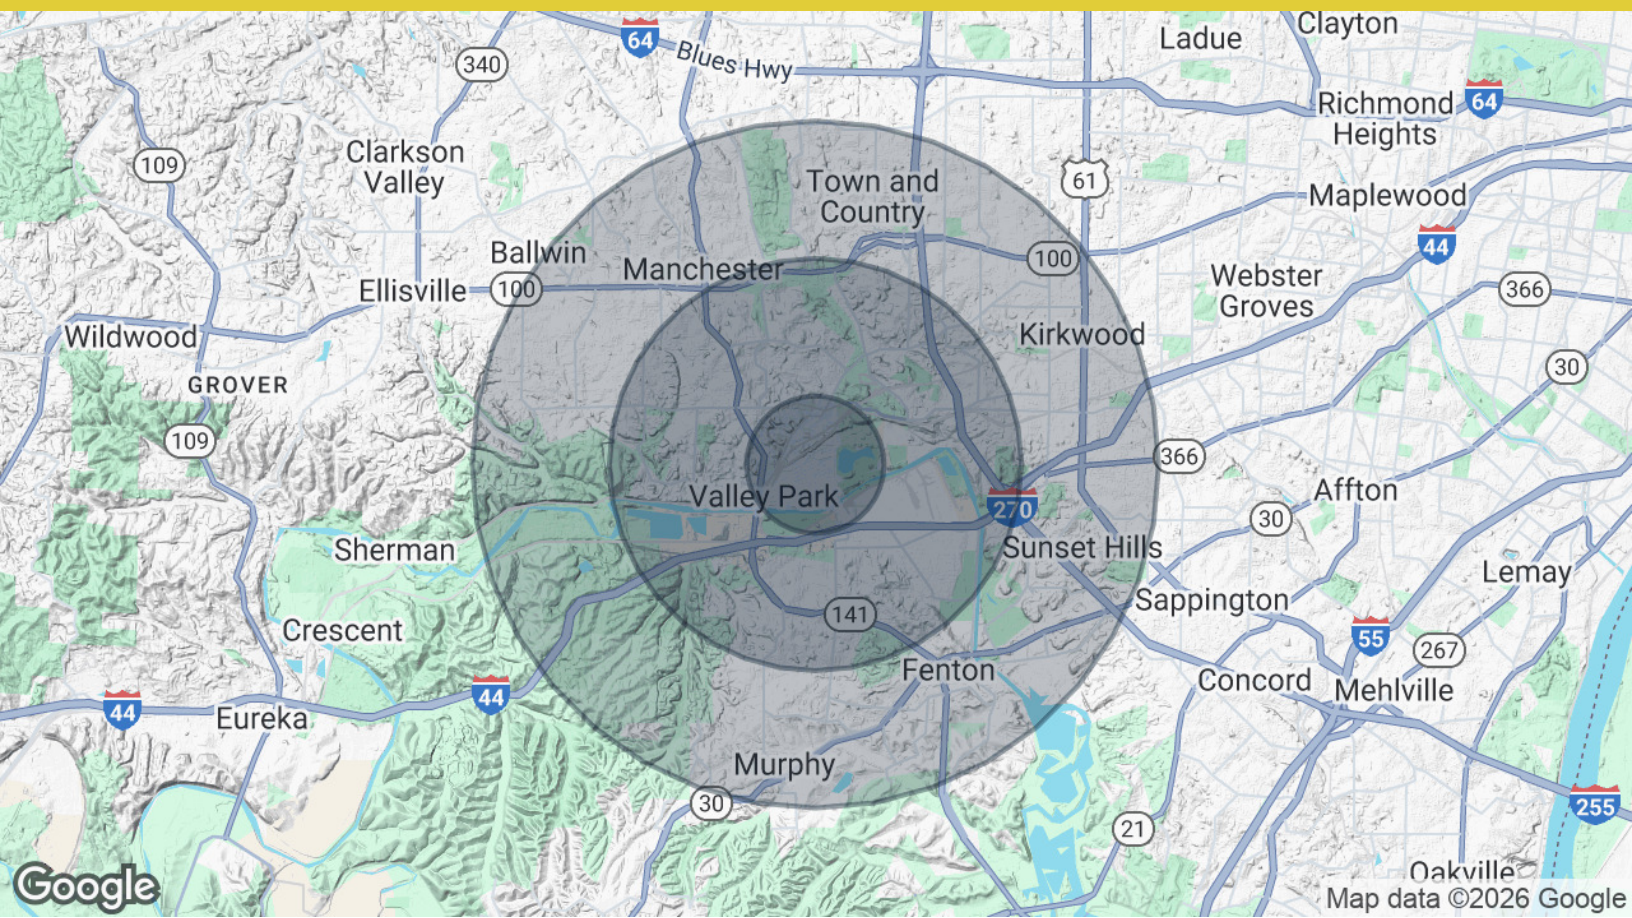 Clayton
Ladue
64
Blues Hwy
340
Richmond
Heights
64
109
Clarkson
Valley
Town and
Country
61
Maplewood
44
Ballwin
Manchester
100
Webster
Groves
Ellisville
100
366
Wildwood
Kirkwood
GROVER
30
109
366
Valley Park
270
Affton
30
Sherman
Sunset Hills
Lemay
Sappington
141
Crescent
55
267
Fenton
Concord
Mehlville
44
44
Eureka
Murphy
30
255
21
Oakville
Google
Map data ©2026 Google